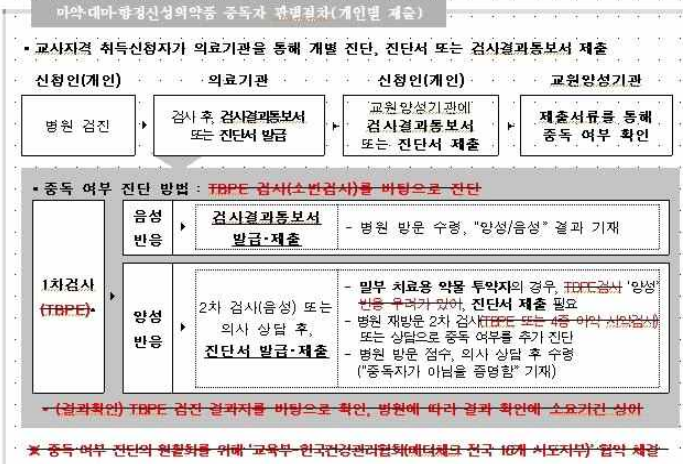 마약·대마·향정신성의약품 중독자 판별절차(개인별 제출)
▪ 교사자격 취득신청자가 의료기관을 통해 개별 진단, 진단서 또는 검사결과통보서 제출
신청인(개인) 의료기관 신청인(개인) 교원양성기관
병원 검진
검사 후, 검사결과통보서
또는 진단서 발급
교원양성기관에
검사결과통보서
또는 진단서 제출
제출서류를 통해
중독 여부 확인
▪ 중독 여부 진단 방법 : TBPE 검사(소변검사)를 바탕으로 진단
1차검사
(TBPE)
음성
반응
검사결과통보서
발급·제출
- 병원 방문 수령, "양성/음성" 결과 기재
양성
반응
2차 검사(음성) 또는
의사 상담 후,
진단서 발급·제출
- 일부 치료용 약물 투약자의 경우, TBPE검사 '양성'
반응 우려가 있어, 진단서 제출 필요
- 병원 재방문 2차 검사(TBPE 또는 4종 마약 시약검사)
또는 상담으로 중독 여부를 추가 진단
- 병원 방문 접수, 의사 상담 후 수령
("중독자가 아님을 증명함" 기재)
▪ (결과확인) TBPE 검진 결과지를 바탕으로 확인, 병원에 따라 결과 확인에 소요기간 상이
※ 중독 여부 진단의 원활화를 위해 '교육부-한국건강관리협회(메디체크 전국 16개 시도지부)' 협약 체결